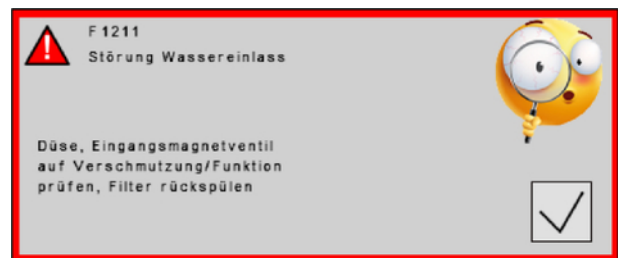 F 1211
Störung Wassereinlass
Düse, Eingangsmagnetventil
auf Verschmutzung/Funktion
prüfen, Filter rückspülen